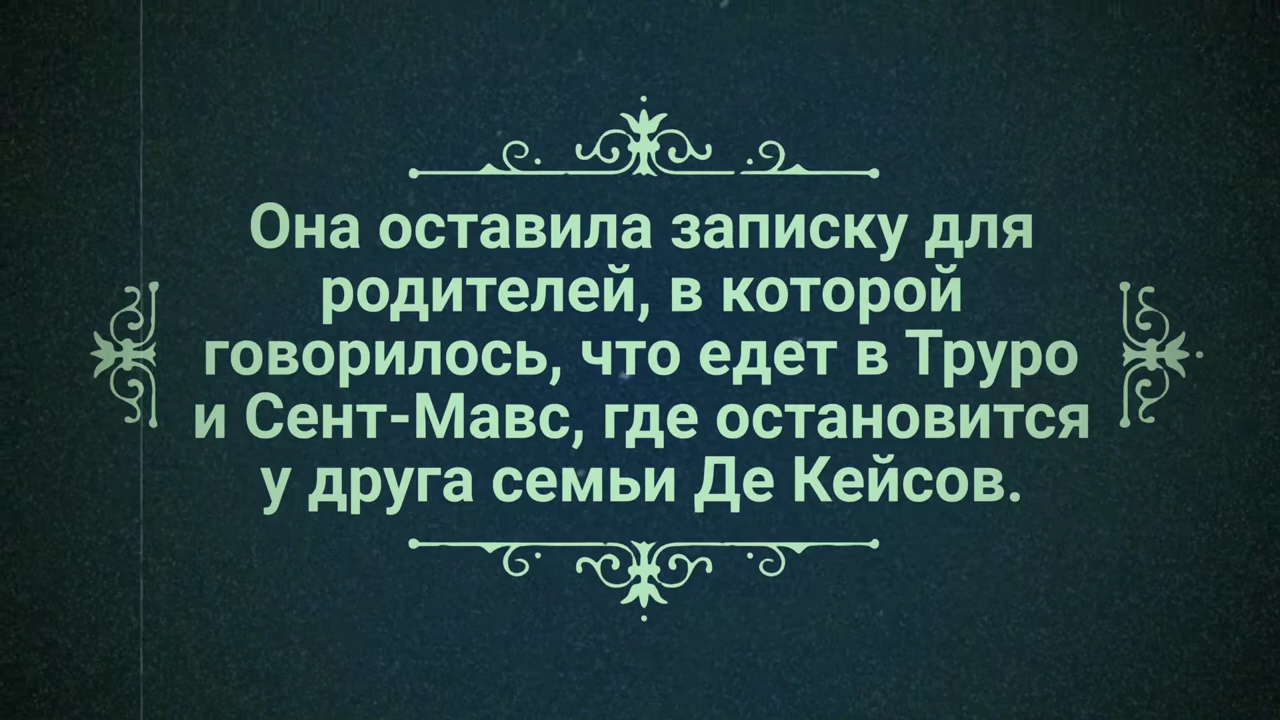 Она оставила записку для
родителей, в которой
говорилось, что едет в Труро
и Сент-Мавс, где остановится
у друга семьи Де Кейсов.